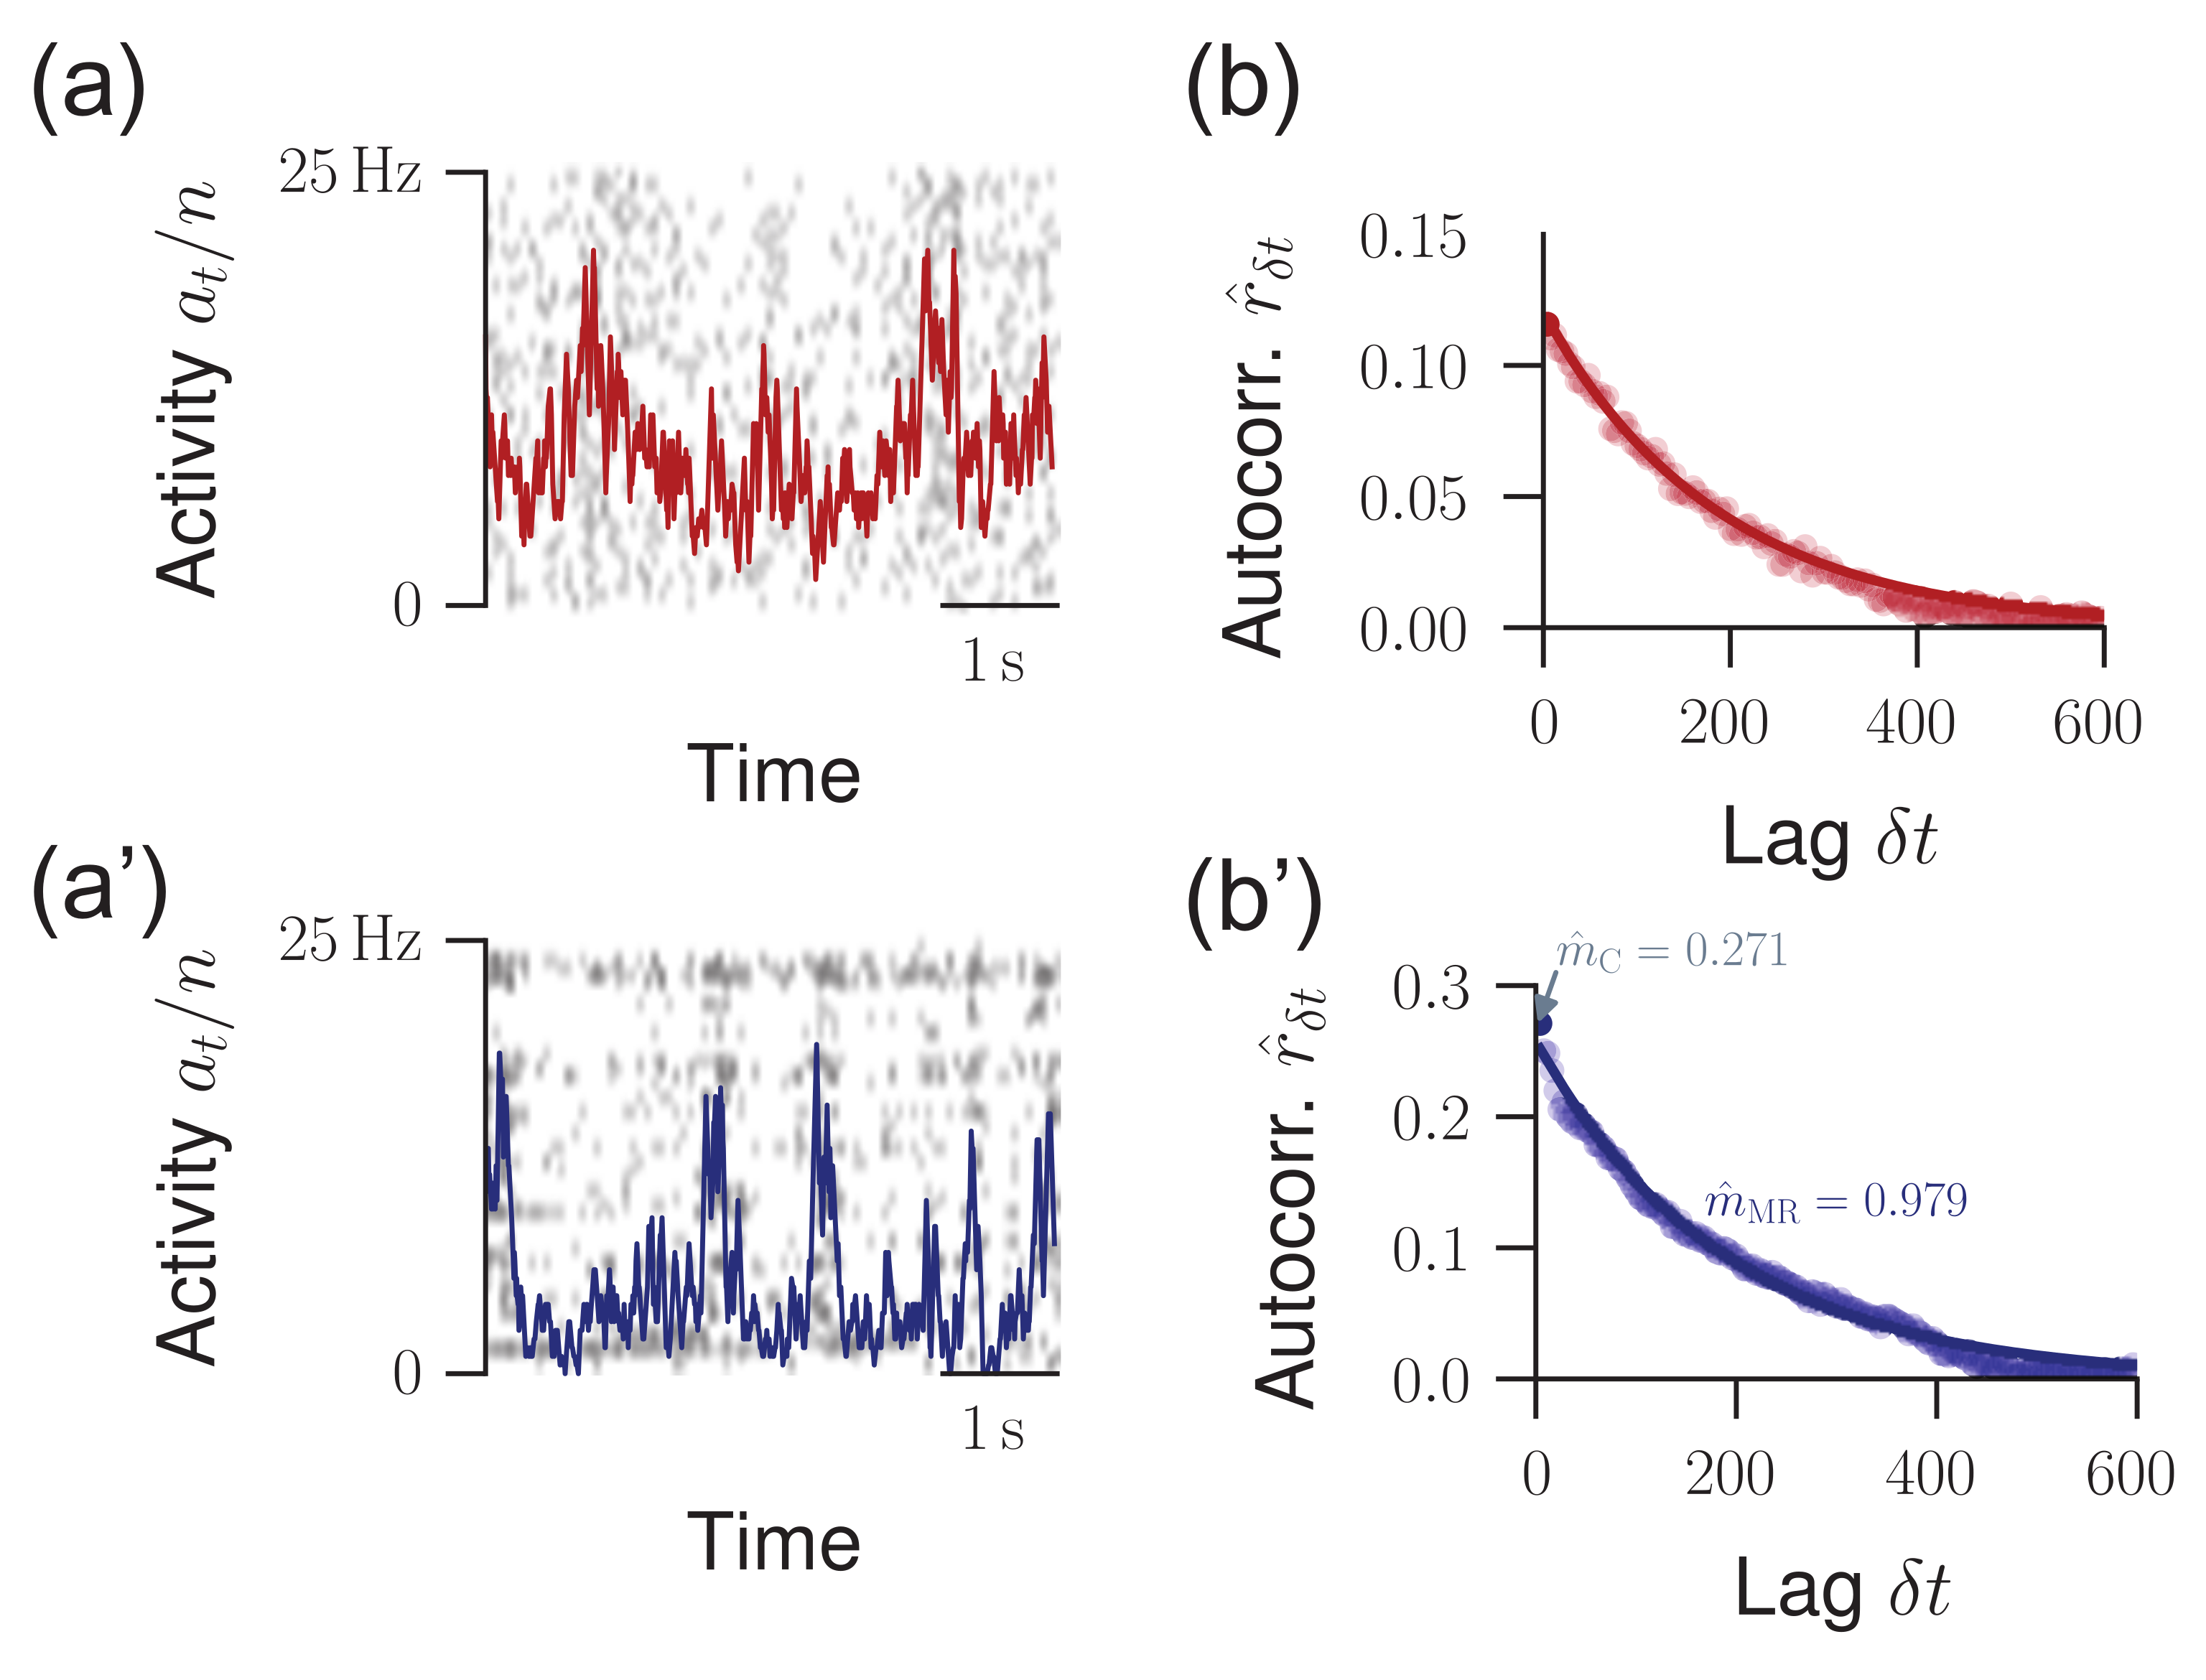 (a)
25 Hz
Activity a_t/n
0
1 s
Time
(b)
0.15
0.10
0.05
0.00
Autocorr. r̂_δt
0
200
400
600
Lag δt
(a’)
25 Hz
Activity a_t/n
0
1 s
Time
(b’)
m̂_C = 0.271
0.3
0.2
0.1
0.0
Autocorr. r̂_δt
m̂_MR = 0.979
0
200
400
600
Lag δt